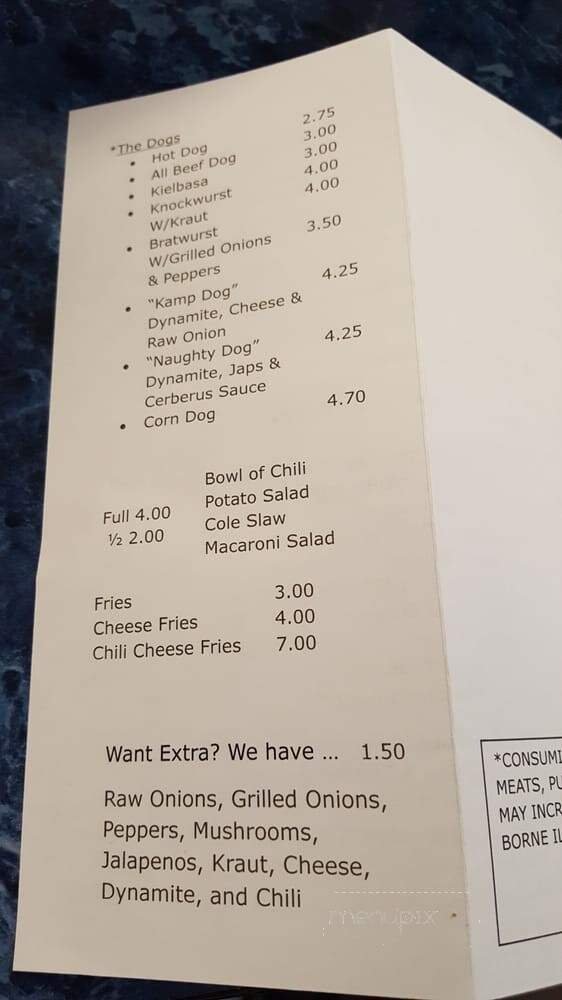 *The Dogs
• Hot Dog 2.75
• All Beef Dog 3.00
• Kielbasa 3.00
• Knockwurst 4.00
W/Kraut 4.00
• Bratwurst
W/Grilled Onions 3.50
& Peppers
• “Kamp Dog” 4.25
Dynamite, Cheese &
Raw Onion
• “Naughty Dog” 4.25
Dynamite, Japs &
Cerberus Sauce
• Corn Dog 4.70
Bowl of Chili
Full 4.00 Potato Salad
½ 2.00 Cole Slaw
Macaroni Salad
Fries 3.00
Cheese Fries 4.00
Chili Cheese Fries 7.00
Want Extra? We have ... 1.50
Raw Onions, Grilled Onions,
Peppers, Mushrooms,
Jalapenos, Kraut, Cheese,
Dynamite, and Chili
*CONSUMI
MEATS, PU
MAY INCR
BORNE IL
menupix